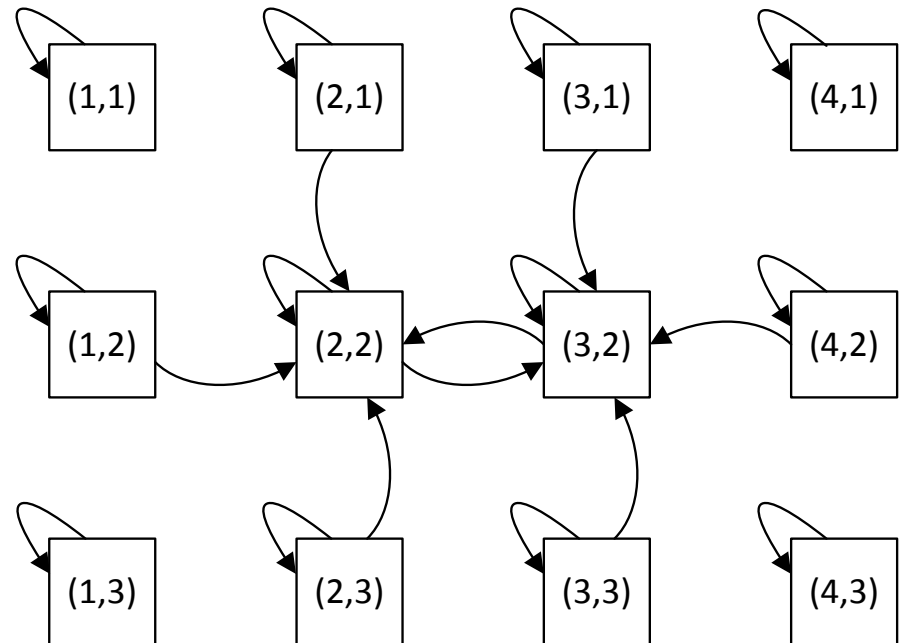 (1,1) (2,1) (3,1) (4,1)
(1,2) (2,2) (3,2) (4,2)
(1,3) (2,3) (3,3) (4,3)